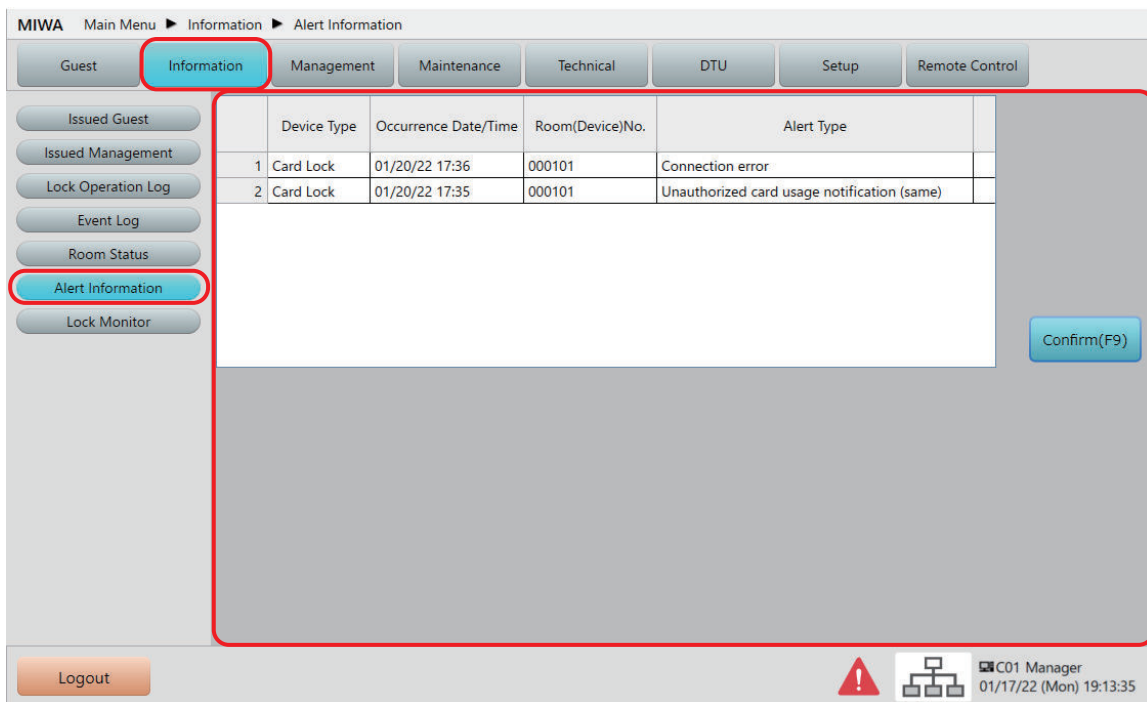 MIWA Main Menu ▶ Information ▶ Alert Information
Guest Information Management Maintenance Technical DTU Setup Remote Control
Issued Guest
Issued Management
Lock Operation Log
Event Log
Room Status
Alert Information
Lock Monitor
Device Type Occurrence Date/Time Room(Device)No. Alert Type
1 Card Lock 01/20/22 17:36 000101 Connection error
2 Card Lock 01/20/22 17:35 000101 Unauthorized card usage notification (same)
Confirm(F9)
Logout
C01 Manager
01/17/22 (Mon) 19:13:35